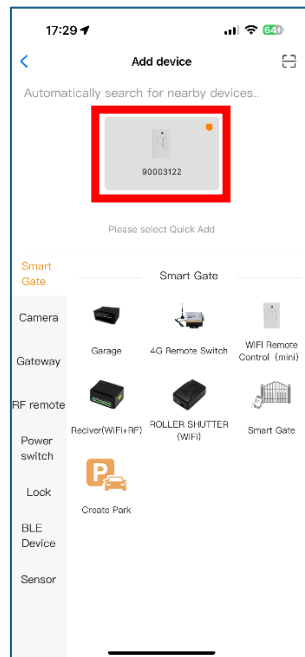 17:29
64
Add device
Automatically search for nearby devices..
90003122
Please select Quick Add
Smart
Gate
Camera
Gateway
RF remote
Power
switch
Lock
BLE
Device
Sensor
Smart Gate
Garage
4G Remote Switch
WIFI Remote
Control (mini)
Reciver(WiFi+RF)
ROLLER SHUTTER
(WiFi)
Smart Gate
P
Create Park